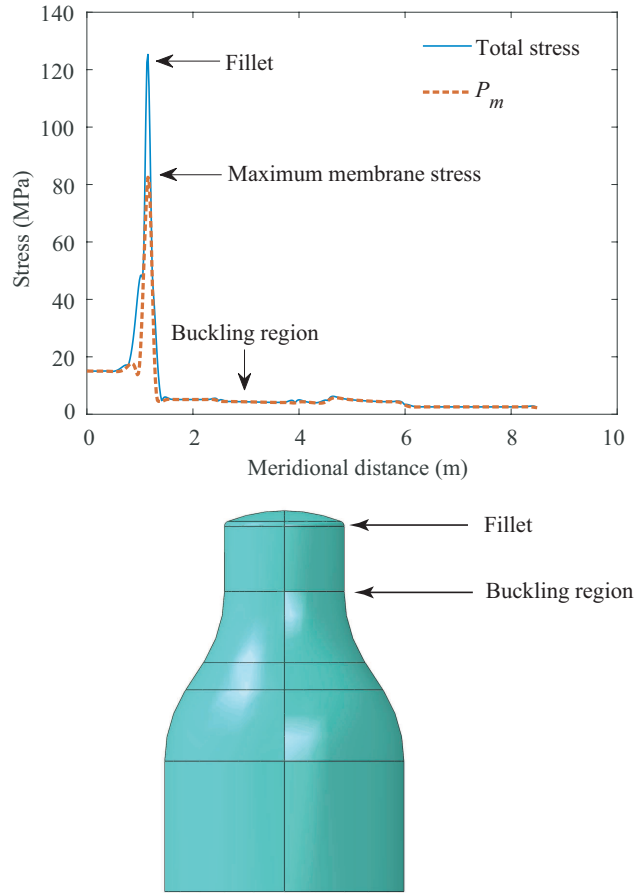 140
120
100
80
60
40
20
0
Stress (MPa)
Total stress
P_m
Fillet
Maximum membrane stress
Buckling region
0 2 4 6 8 10
Meridional distance (m)
Fillet
Buckling region